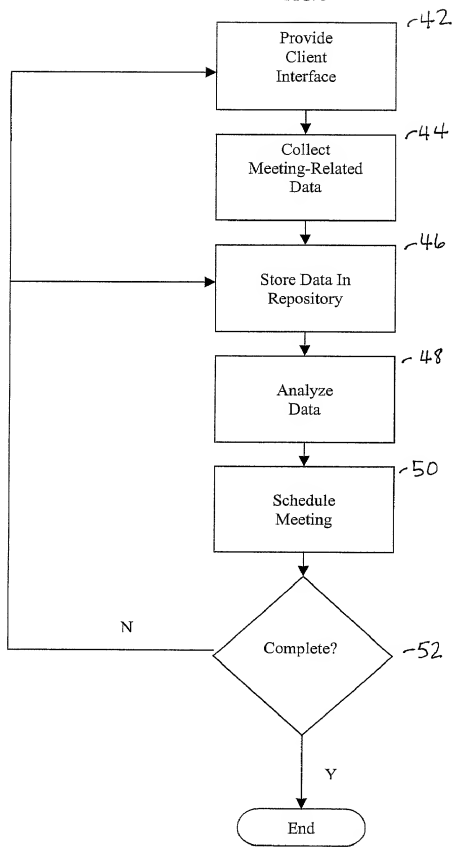 42
Provide
Client
Interface
44
Collect
Meeting-Related
Data
46
Store Data In
Repository
48
Analyze
Data
50
Schedule
Meeting
N
Complete?
52
Y
End